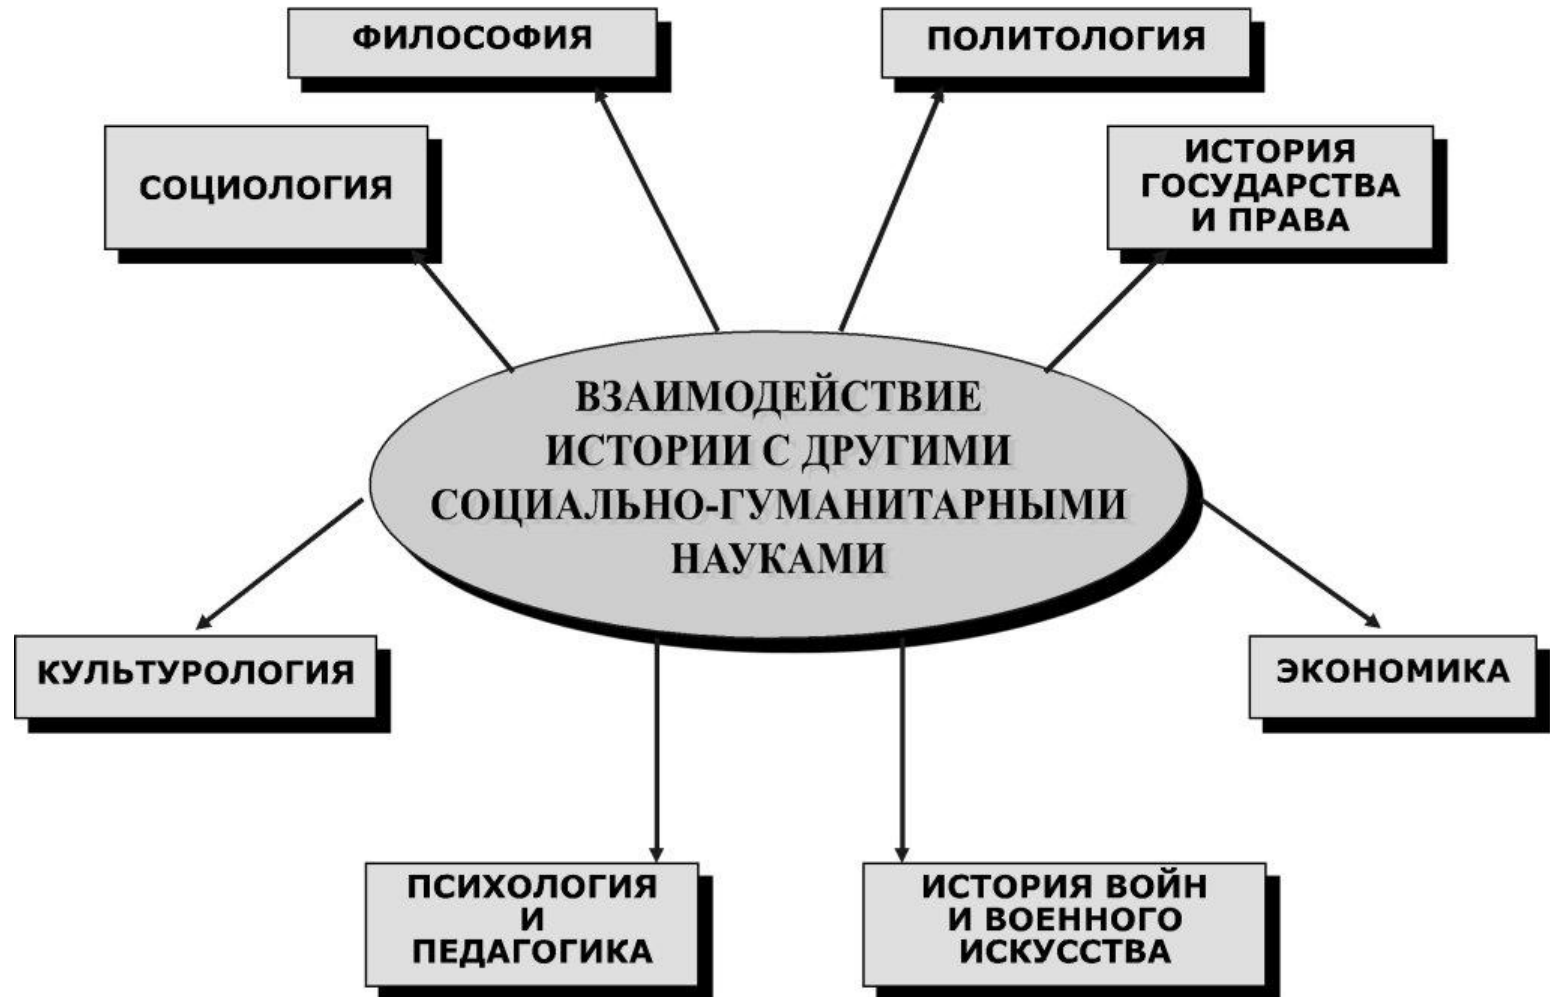 ФИЛОСОФИЯ
ПОЛИТОЛОГИЯ
СОЦИОЛОГИЯ
ИСТОРИЯ
ГОСУДАРСТВА
И ПРАВА
ВЗАИМОДЕЙСТВИЕ
ИСТОРИИ С ДРУГИМИ
СОЦИАЛЬНО-ГУМАНИТАРНЫМИ
НАУКАМИ
КУЛЬТУРОЛОГИЯ
ЭКОНОМИКА
ПСИХОЛОГИЯ
И
ПЕДАГОГИКА
ИСТОРИЯ ВОЙН
И ВОЕННОГО
ИСКУССТВА